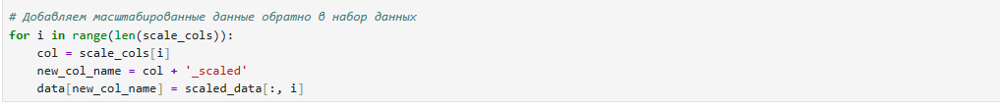 # Добавляем масштабированные данные обратно в набор данных
for i in range(len(scale_cols)):
    col = scale_cols[i]
    new_col_name = col + '_scaled'
    data[new_col_name] = scaled_data[:, i]